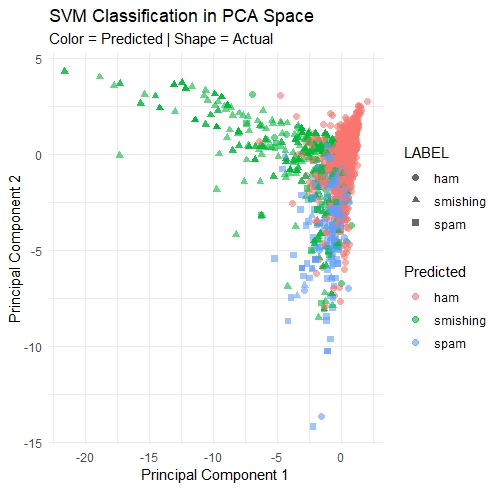 SVM Classification in PCA Space
Color = Predicted | Shape = Actual
5
0
-5
-10
-15
Principal Component 2
-20
-15
-10
-5
0
Principal Component 1
LABEL
ham
smishing
spam
Predicted
ham
smishing
spam